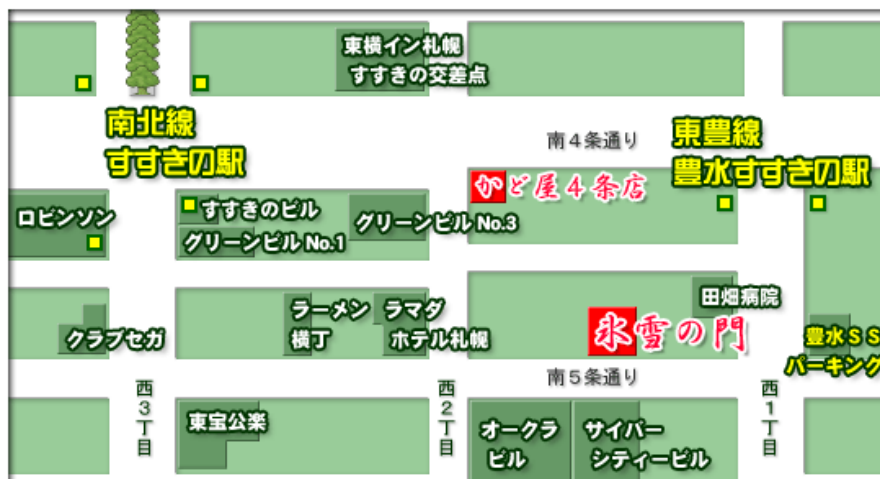 東横イン札幌
すすきの交差点
南北線
すすきの駅
南4条通り
東豊線
豊水すすきの駅
かど屋4条店
ロビンソン
すすきのビル
グリーンビル No.1
グリーンビル No.3
クラブセガ
ラーメン
横丁
ラマダ
ホテル札幌
氷雪の門
田畑病院
豊水SS
パーキング
南5条通り
西3丁目
西2丁目
西1丁目
東宝公楽
オークラ
ビル
サイバー
シティービル